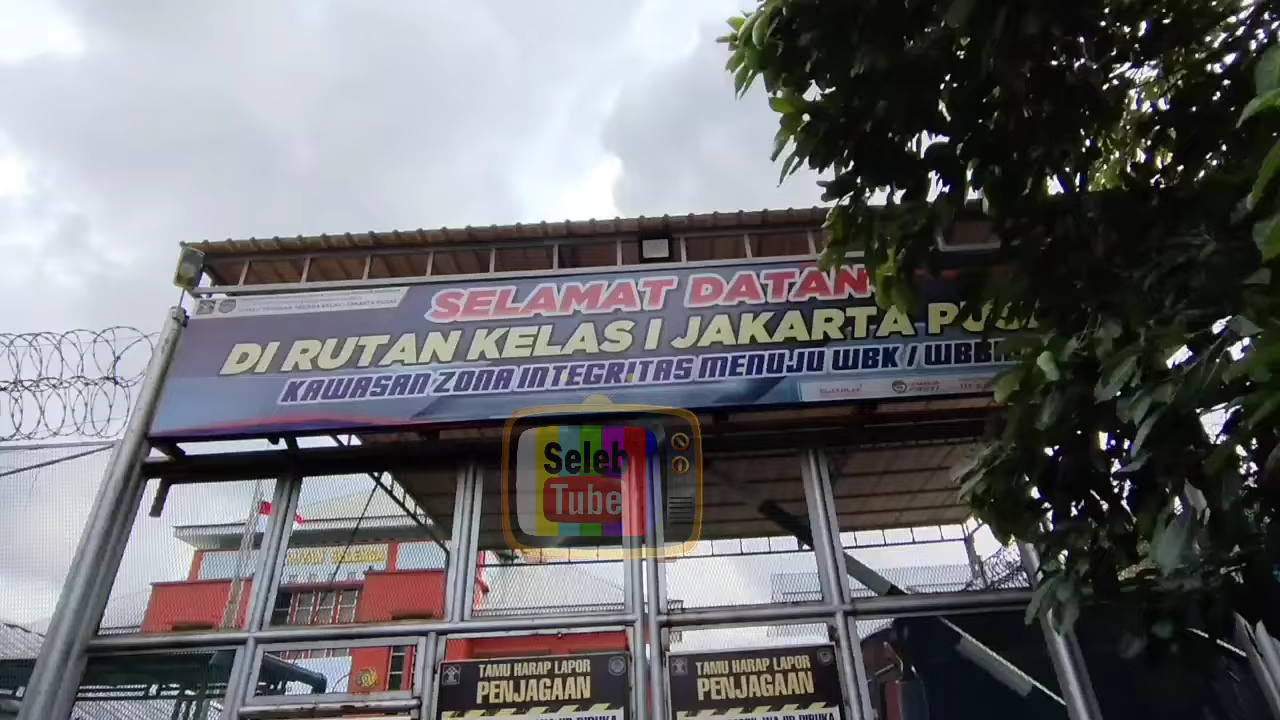 SELAMAT DATAN
DI RUTAN KELAS I JAKARTA PUS
KAWASAN ZONA INTEGRITAS MENUJU WBK / WBB
Seleb
Tube
TAMU HARAP LAPOR
PENJAGAAN
TAMU HARAP LAPOR
PENJAGAAN